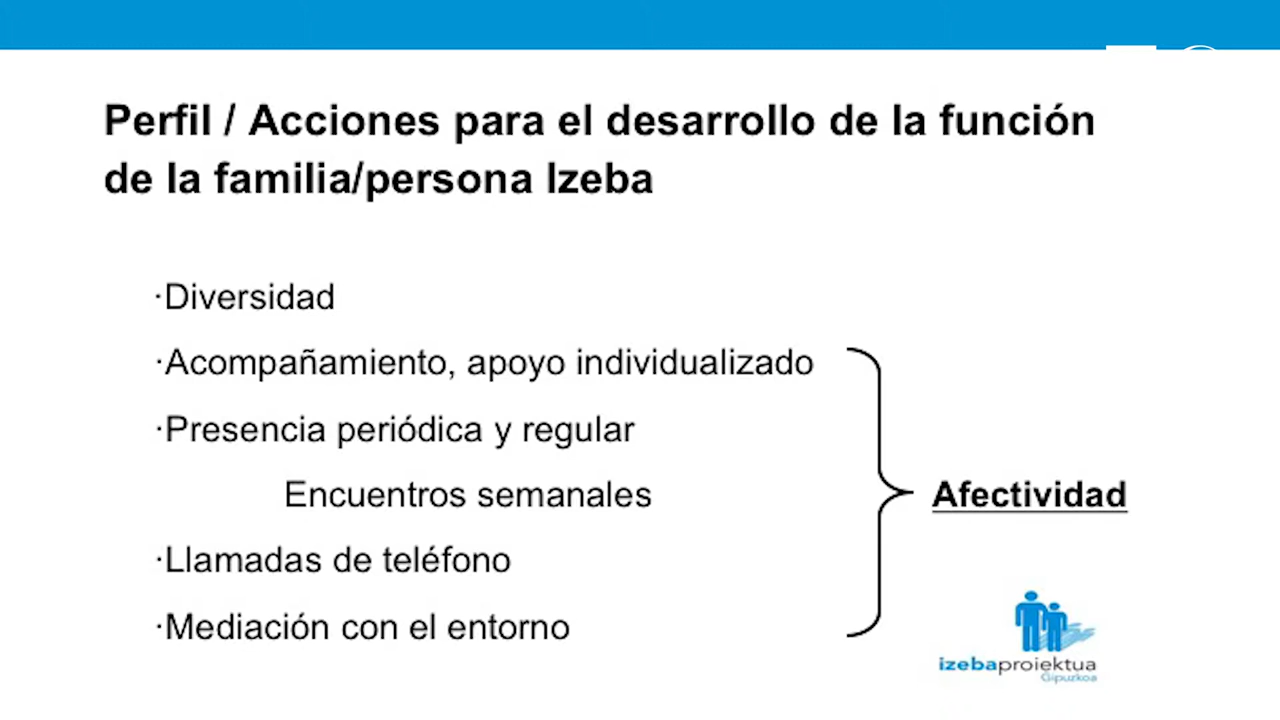 Perfil / Acciones para el desarrollo de la función
de la familia/persona Izeba
·Diversidad
·Acompañamiento, apoyo individualizado
·Presencia periódica y regular
Encuentros semanales
Afectividad
·Llamadas de teléfono
·Mediación con el entorno
izebaproiektua
Gipuzkoa